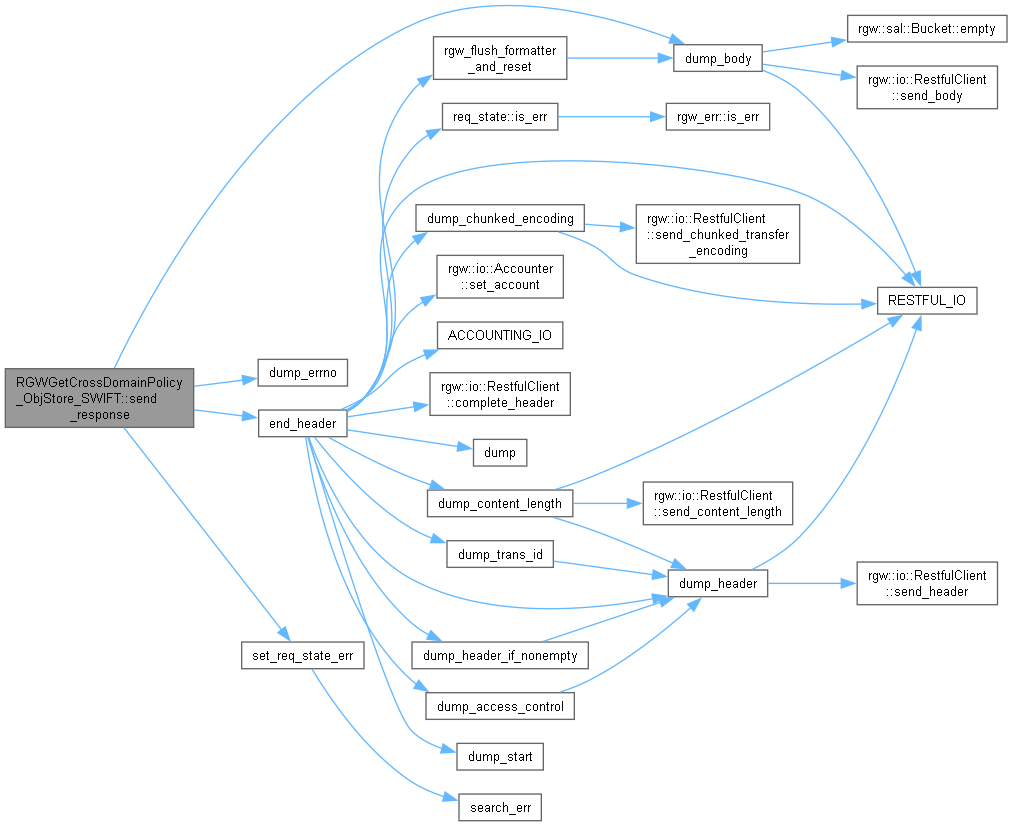 RGWGetCrossDomainPolicy
_ObjStore_SWIFT::send
_response
dump_errno
end_header
set_req_state_err
rgw_flush_formatter
_and_reset
req_state::is_err
dump_chunked_encoding
rgw::io::Accounter
::set_account
ACCOUNTING_IO
rgw::io::RestfulClient
::complete_header
dump
dump_content_length
dump_trans_id
dump_header_if_nonempty
dump_access_control
dump_start
search_err
dump_body
rgw_err::is_err
rgw::io::RestfulClient
::send_chunked_transfer
_encoding
rgw::io::RestfulClient
::send_content_length
dump_header
rgw::sal::Bucket::empty
rgw::io::RestfulClient
::send_body
RESTFUL_IO
rgw::io::RestfulClient
::send_header